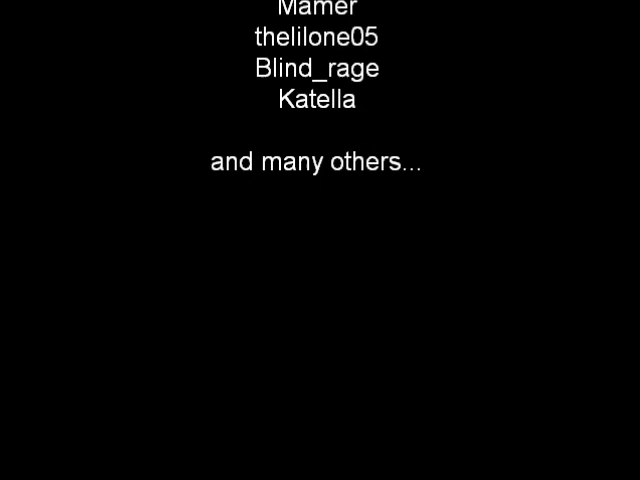 Mamer
thelilone05
Blind_rage
Katella
and many others...